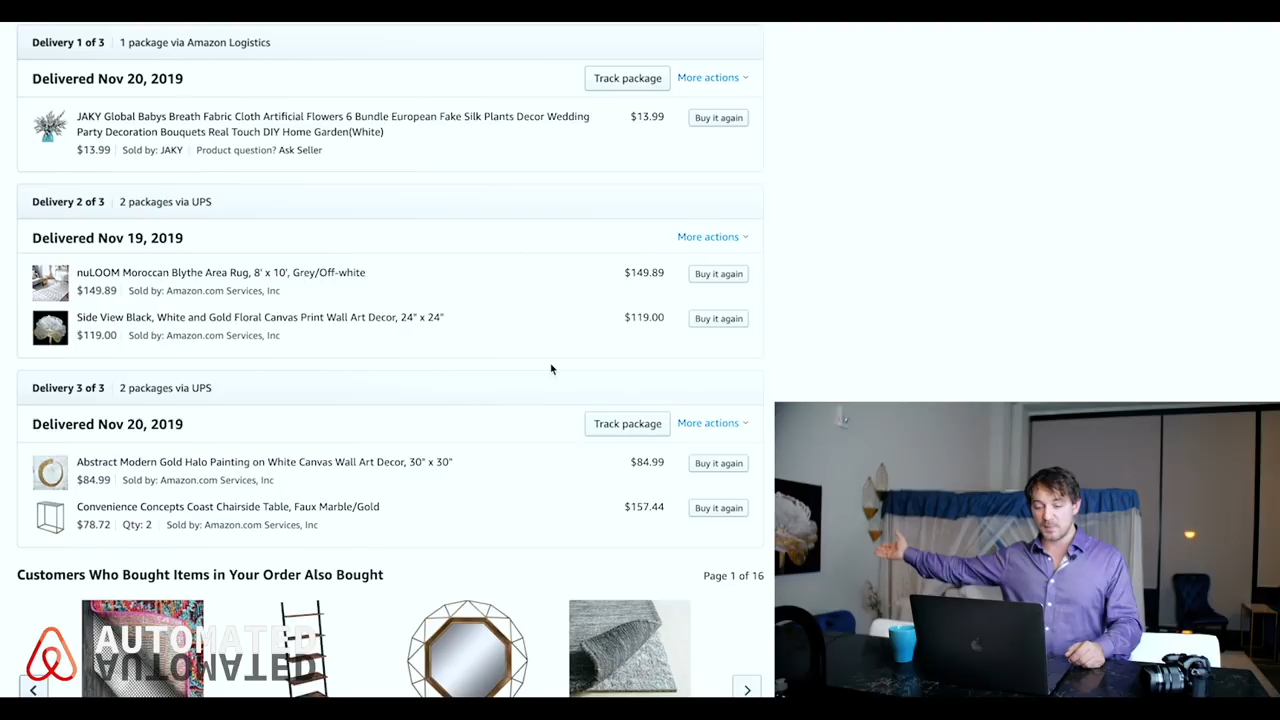 Delivery 1 of 3 1 package via Amazon Logistics
Delivered Nov 20, 2019
Track package More actions
JAKY Global Babys Breath Fabric Cloth Artificial Flowers 6 Bundle European Fake Silk Plants Decor Wedding $13.99 Buy it again
Party Decoration Bouquets Real Touch DIY Home Garden(White)
$13.99 Sold by: JAKY Product question? Ask Seller
Delivery 2 of 3 2 packages via UPS
Delivered Nov 19, 2019 More actions
nuLOOM Moroccan Blythe Area Rug, 8' x 10', Grey/Off-white $149.89 Buy it again
$149.89 Sold by: Amazon.com Services, Inc
Side View Black, White and Gold Floral Canvas Print Wall Art Decor, 24" x 24" $119.00 Buy it again
$119.00 Sold by: Amazon.com Services, Inc
Delivery 3 of 3 2 packages via UPS
Delivered Nov 20, 2019 Track package More actions
Abstract Modern Gold Halo Painting on White Canvas Wall Art Decor, 30" x 30" $84.99 Buy it again
$84.99 Sold by: Amazon.com Services, Inc
Convenience Concepts Coast Chairside Table, Faux Marble/Gold $157.44 Buy it again
$78.72 Qty: 2 Sold by: Amazon.com Services, Inc
Customers Who Bought Items in Your Order Also Bought Page 1 of 16
AUTOMATED